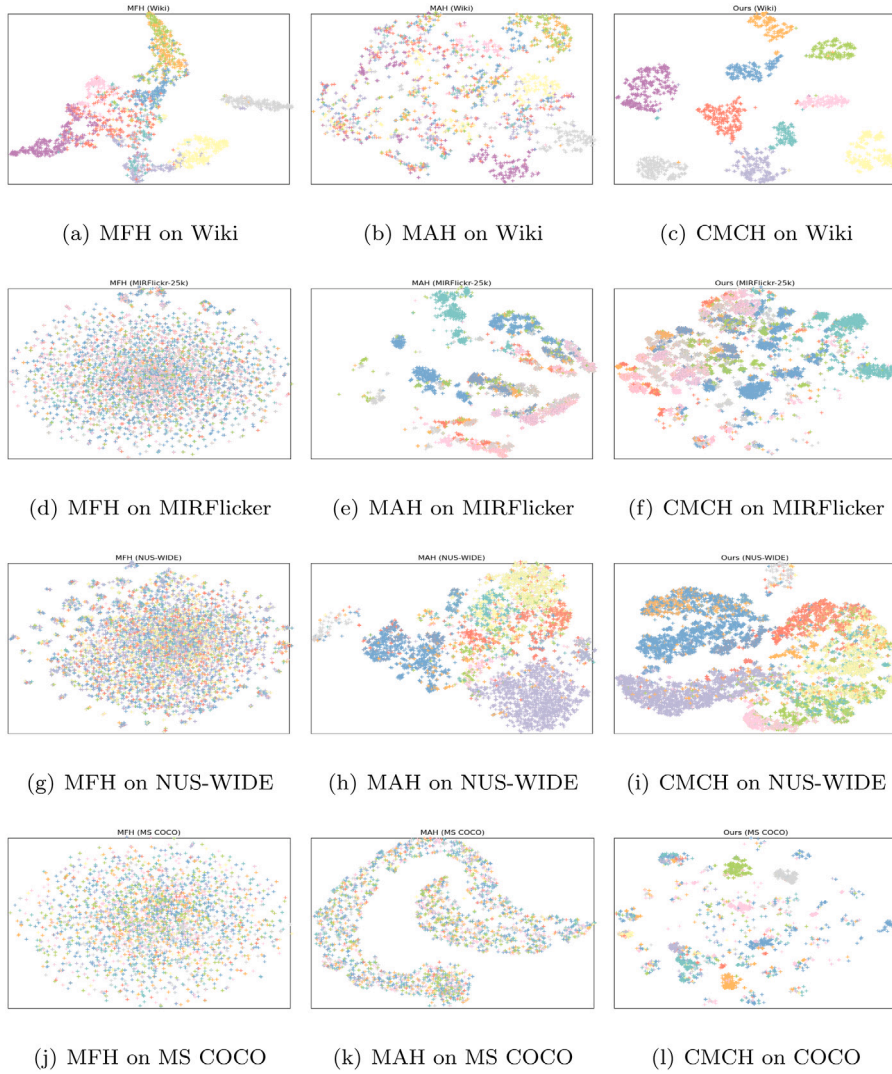 MFH (Wiki)
MAH (Wiki)
Ours (Wiki)
(a) MFH on Wiki
(b) MAH on Wiki
(c) CMCH on Wiki
MFH (MIRFlickr-25k)
MAH (MIRFlickr-25k)
Ours (MIRFlickr-25k)
(d) MFH on MIRFlicker
(e) MAH on MIRFlicker
(f) CMCH on MIRFlicker
MFH (NUS-WIDE)
MAH (NUS-WIDE)
Ours (NUS-WIDE)
(g) MFH on NUS-WIDE
(h) MAH on NUS-WIDE
(i) CMCH on NUS-WIDE
MFH (MS COCO)
MAH (MS COCO)
Ours (MS COCO)
(j) MFH on MS COCO
(k) MAH on MS COCO
(l) CMCH on COCO